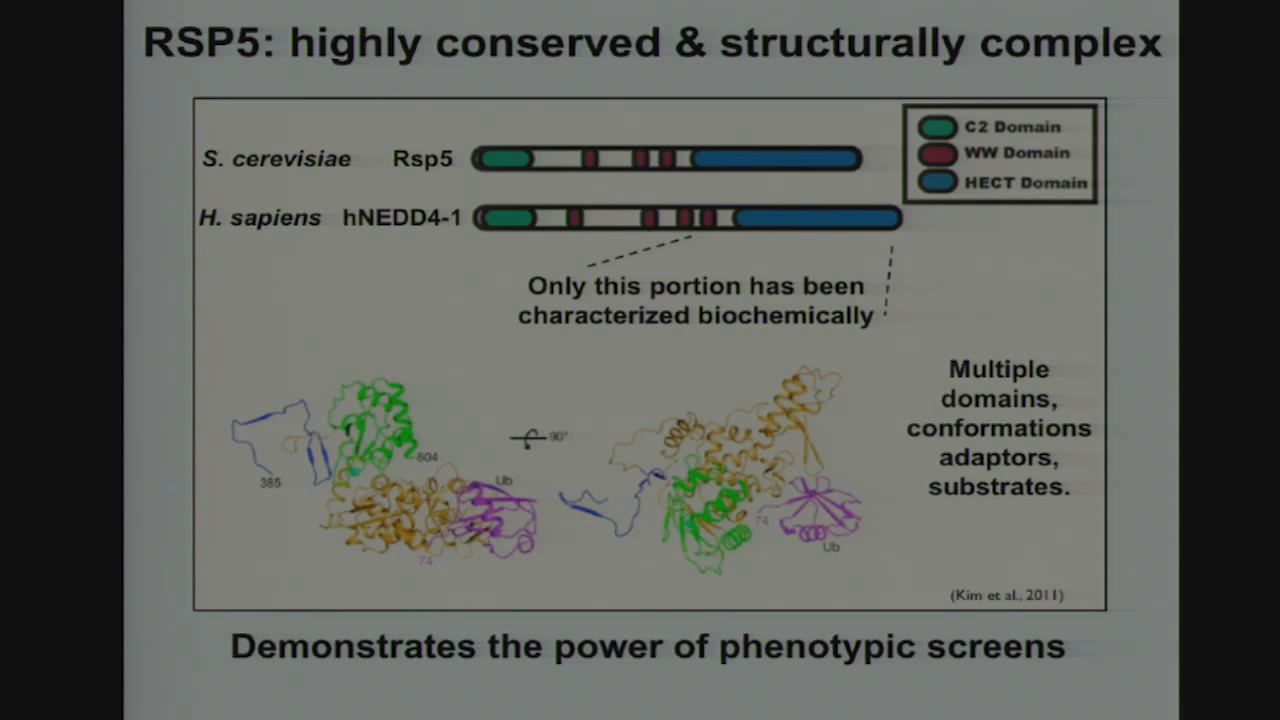 RSP5: highly conserved & structurally complex
C2 Domain
WW Domain
HECT Domain
S. cerevisiae Rsp5
H. sapiens hNEDD4-1
Only this portion has been
characterized biochemically
Multiple
domains,
conformations
adaptors,
substrates.
385
804
Ub
74
90°
74
Ub
(Kim et al., 2011)
Demonstrates the power of phenotypic screens